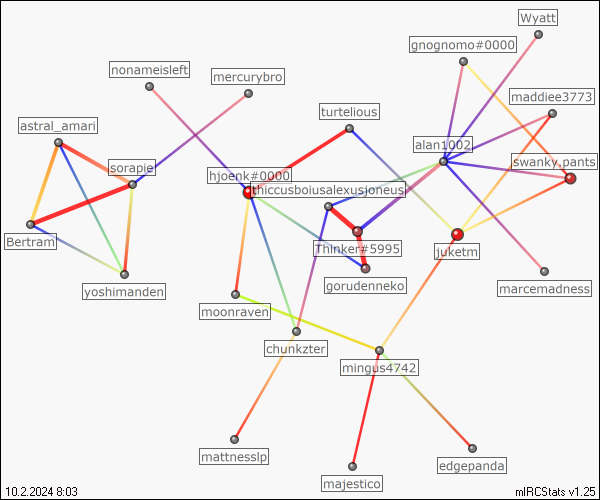 Wyatt
gnognomo#0000
nonameisleft
mercurybro
maddiee3773
turtelious
astral_amari
alan1002
swanky.pants
sorapie
hjoenk#0000
thiccusboiusalexusjoneus
Bertram
Thinker#5995
juketm
yoshimanden
gorudenneko
marcemadness
moonraven
chunkzter
mingus4742
mattnesslp
edgepanda
majestico
10.2.2024 8:03
mIRCStats v1.25